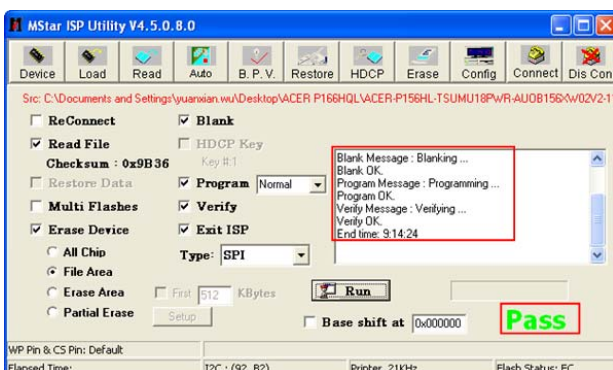 MStar ISP Utility V4.5.0.8.0
Device Load Read Auto B. P. V. Restore HDCP Erase Config Connect Dis Con
Src: C:\Documents and Settings\yuanxian.wu\Desktop\ACER P166HQL\ACER-P156HL-TSUMU18PWR-AUOB156XW02V2-1
ReConnect
Blank
Read File
HDCP Key
Checksum : 0x9B36
Key #:1
Restore Data
Program Normal
Multi Flashes
Verify
Erase Device
Exit ISP
All Chip
Type: SPI
File Area
Erase Area
First 512 KBytes
Partial Erase
Setup
Blank Message : Blanking ...
Blank OK.
Program Message : Programming ...
Program OK.
Verify Message : Verifying ...
Verify OK.
End time: 9:14:24
Run
Base shift at 0x000000
Pass
WP Pin & CS Pin: Default
Elapsed Time: I2C : (92, B2) Printer, 21KHz Flash Status: FC